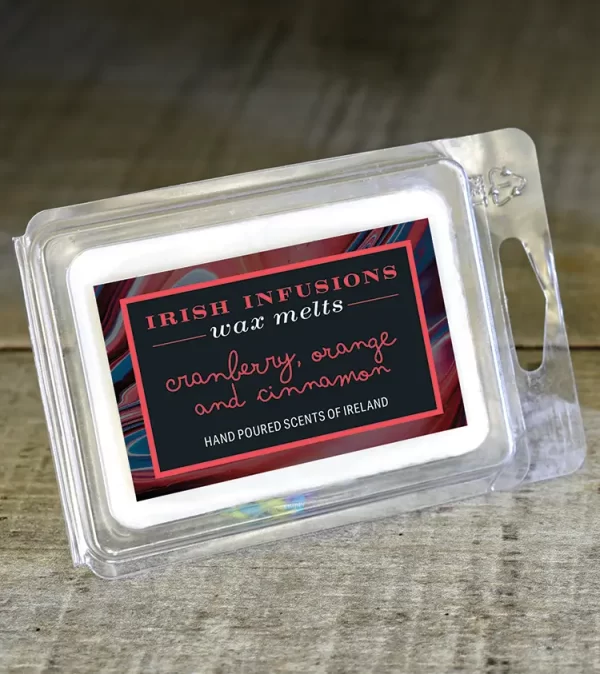 IRISH INFUSIONS
wax melts
cranberry, orange
and cinnamon
HAND POURED SCENTS OF IRELAND